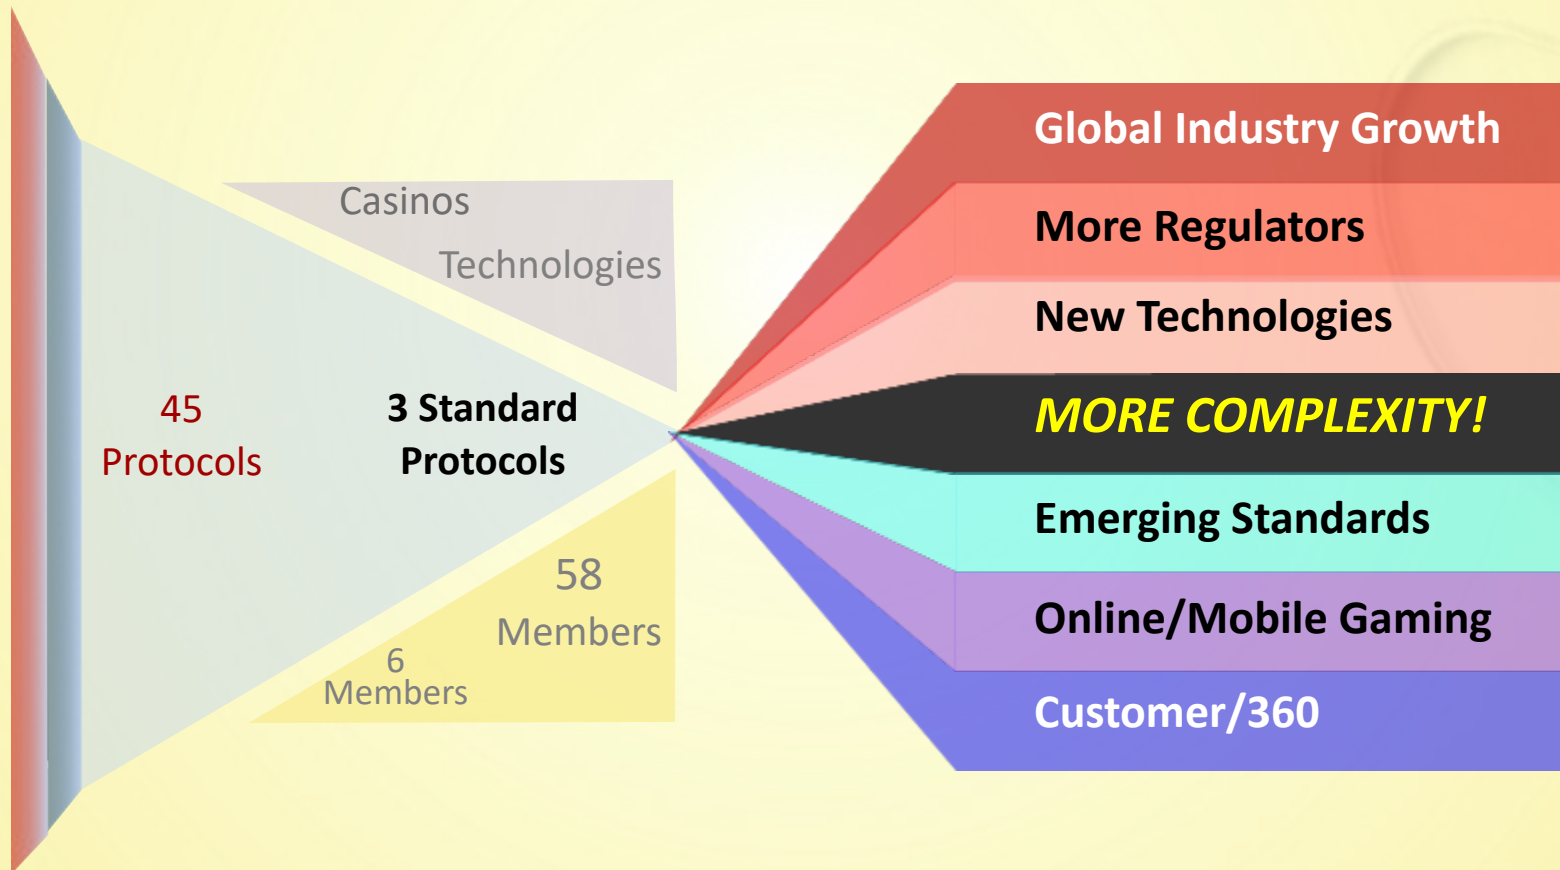 Casinos
Technologies
45
Protocols
3 Standard
Protocols
58
Members
6
Members
Global Industry Growth
More Regulators
New Technologies
MORE COMPLEXITY!
Emerging Standards
Online/Mobile Gaming
Customer/360